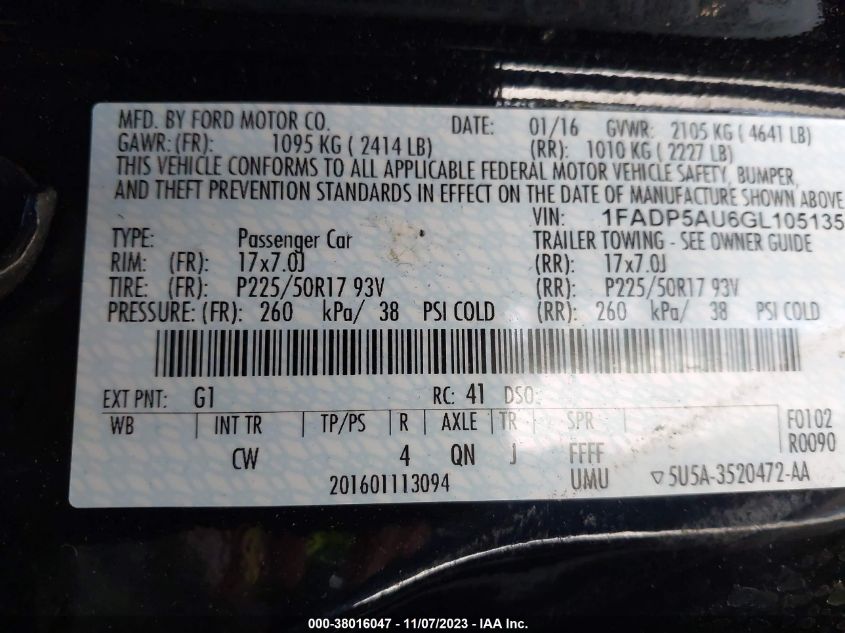 MFD. BY FORD MOTOR CO. DATE: 01/16 GVWR: 2105 KG ( 4641 LB)
GAWR: (FR): 1095 KG ( 2414 LB) (RR): 1010 KG ( 2227 LB)
THIS VEHICLE CONFORMS TO ALL APPLICABLE FEDERAL MOTOR VEHICLE SAFETY, BUMPER,
AND THEFT PREVENTION STANDARDS IN EFFECT ON THE DATE OF MANUFACTURE SHOWN ABOVE
VIN: 1FADP5AU6GL105135
TYPE: Passenger Car TRAILER TOWING - SEE OWNER GUIDE
RIM: (FR): 17x7.0J (RR): 17x7.0J
TIRE: (FR): P225/50R17 93V (RR): P225/50R17 93V
PRESSURE: (FR): 260 kPa/ 38 PSI COLD (RR): 260 kPa/ 38 PSI COLD
EXT PNT: G1 RC: 41 DSO:
WB INT TR TP/PS R AXLE TR SPR F0102
R0090
CW 4 QN J FFFF
201601113094 UMU ▽5U5A-3520472-AA
000-38016047 - 11/07/2023 - IAA Inc.